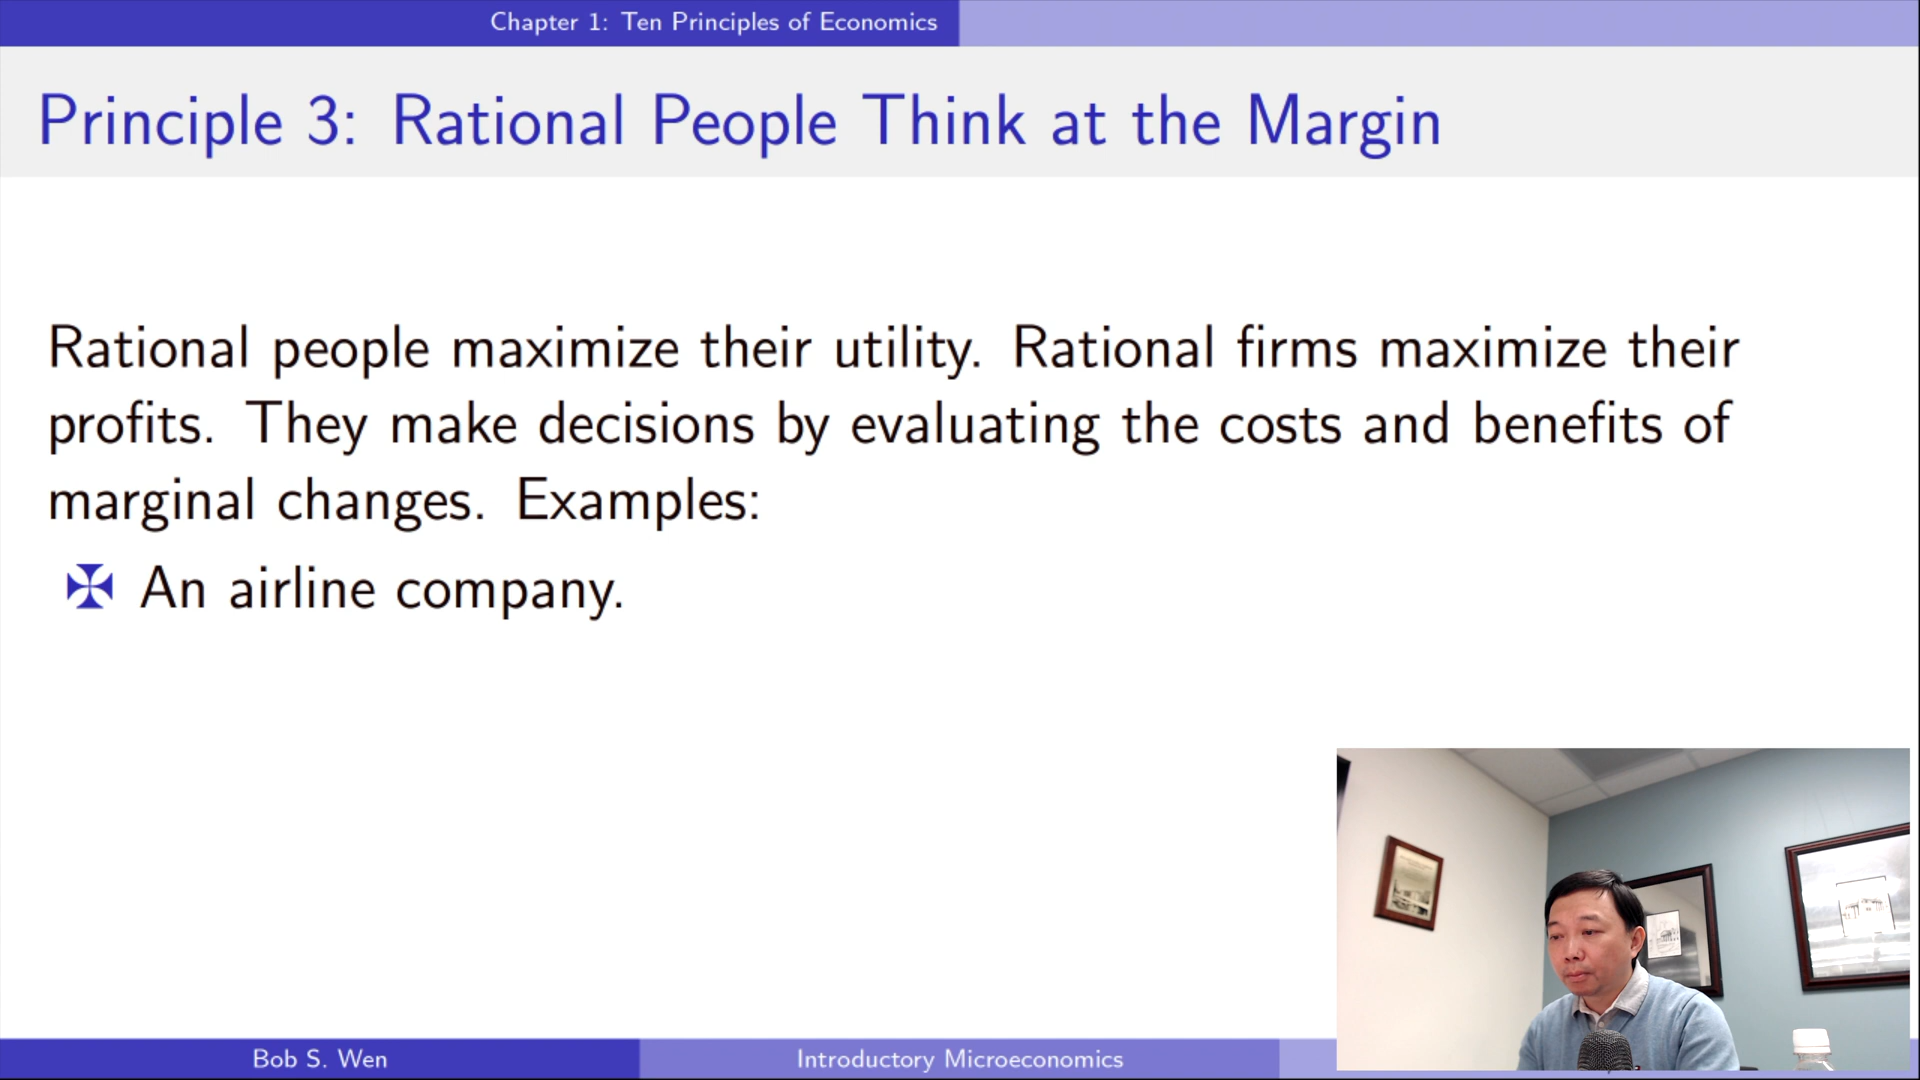 Chapter 1: Ten Principles of Economics
Principle 3: Rational People Think at the Margin
Rational people maximize their utility. Rational firms maximize their
profits. They make decisions by evaluating the costs and benefits of
marginal changes. Examples:
✠ An airline company.
Bob S. Wen
Introductory Microeconomics